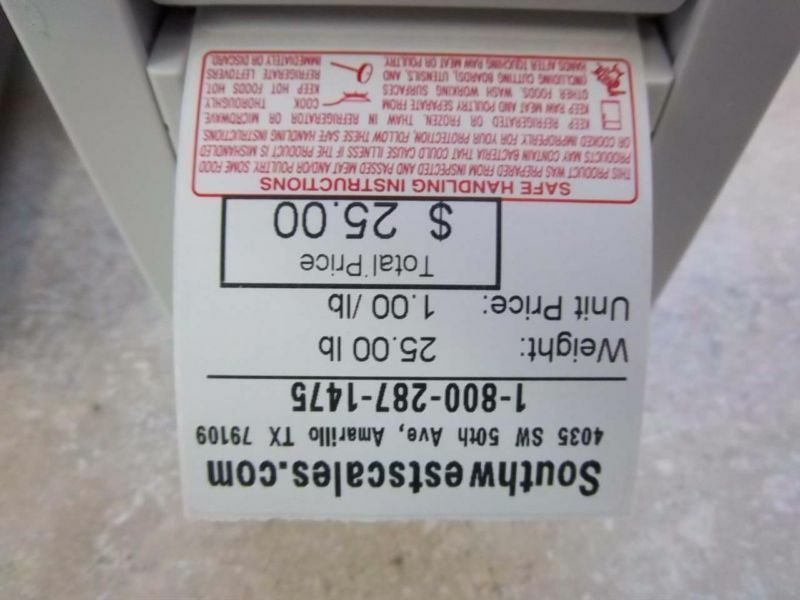 Southwestscales.com
4035 SW 50th Ave, Amarillo TX 79109
1-800-287-1475
Weight: 25.00 lb
Unit Price: 1.00 /lb
Total Price
$ 25.00
SAFE HANDLING INSTRUCTIONS
THIS PRODUCT WAS PREPARED FROM INSPECTED AND PASSED MEAT AND/OR POULTRY. SOME FOOD
PRODUCTS MAY CONTAIN BACTERIA THAT COULD CAUSE ILLNESS IF THE PRODUCT IS MISHANDLED
OR COOKED IMPROPERLY. FOR YOUR PROTECTION, FOLLOW THESE SAFE HANDLING INSTRUCTIONS
KEEP REFRIGERATED OR FROZEN. THAW IN REFRIGERATOR OR MICROWAVE
KEEP RAW MEAT AND POULTRY SEPARATE FROM
OTHER FOODS. WASH WORKING SURFACES
(INCLUDING CUTTING BOARDS), UTENSILS, AND
HANDS AFTER TOUCHING RAW MEAT OR POULTRY
COOK THOROUGHLY
KEEP HOT FOODS HOT.
REFRIGERATE LEFTOVERS
IMMEDIATELY OR DISCARD